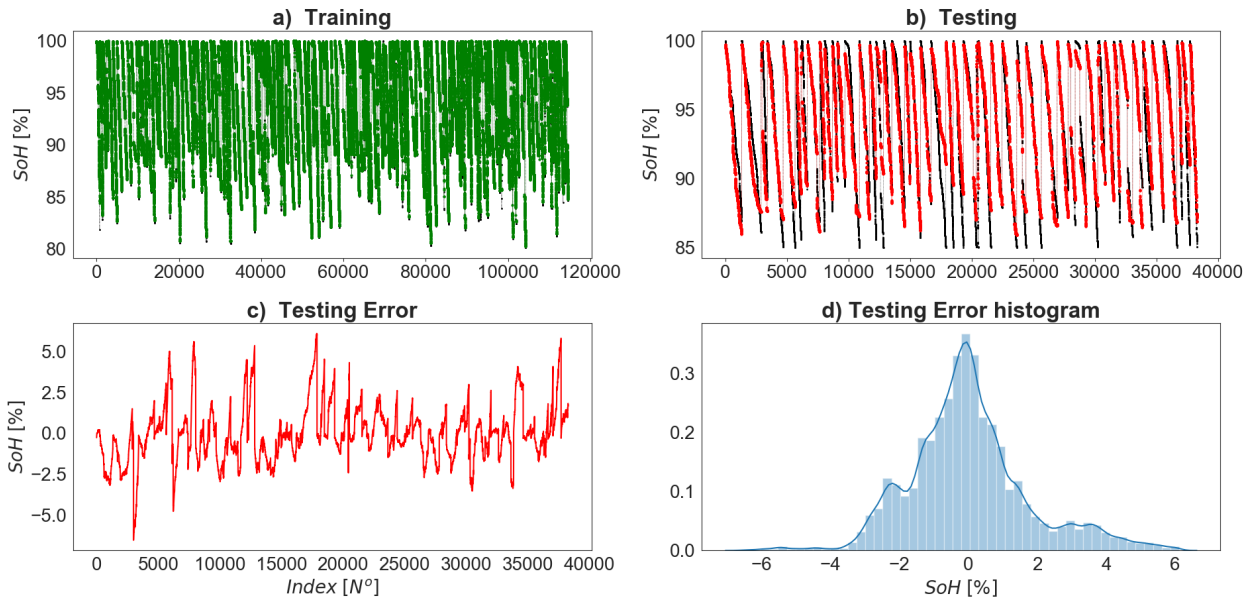 a)  Training
100
95
90
85
80
SoH [%]
0 20000 40000 60000 80000 100000 120000
b)  Testing
100
95
90
85
SoH [%]
0 5000 10000 15000 20000 25000 30000 35000 40000
c)  Testing Error
5.0
2.5
0.0
−2.5
−5.0
SoH [%]
0 5000 10000 15000 20000 25000 30000 35000 40000
Index [Nº]
d) Testing Error histogram
0.3
0.2
0.1
0.0
−6 −4 −2 0 2 4 6
SoH [%]